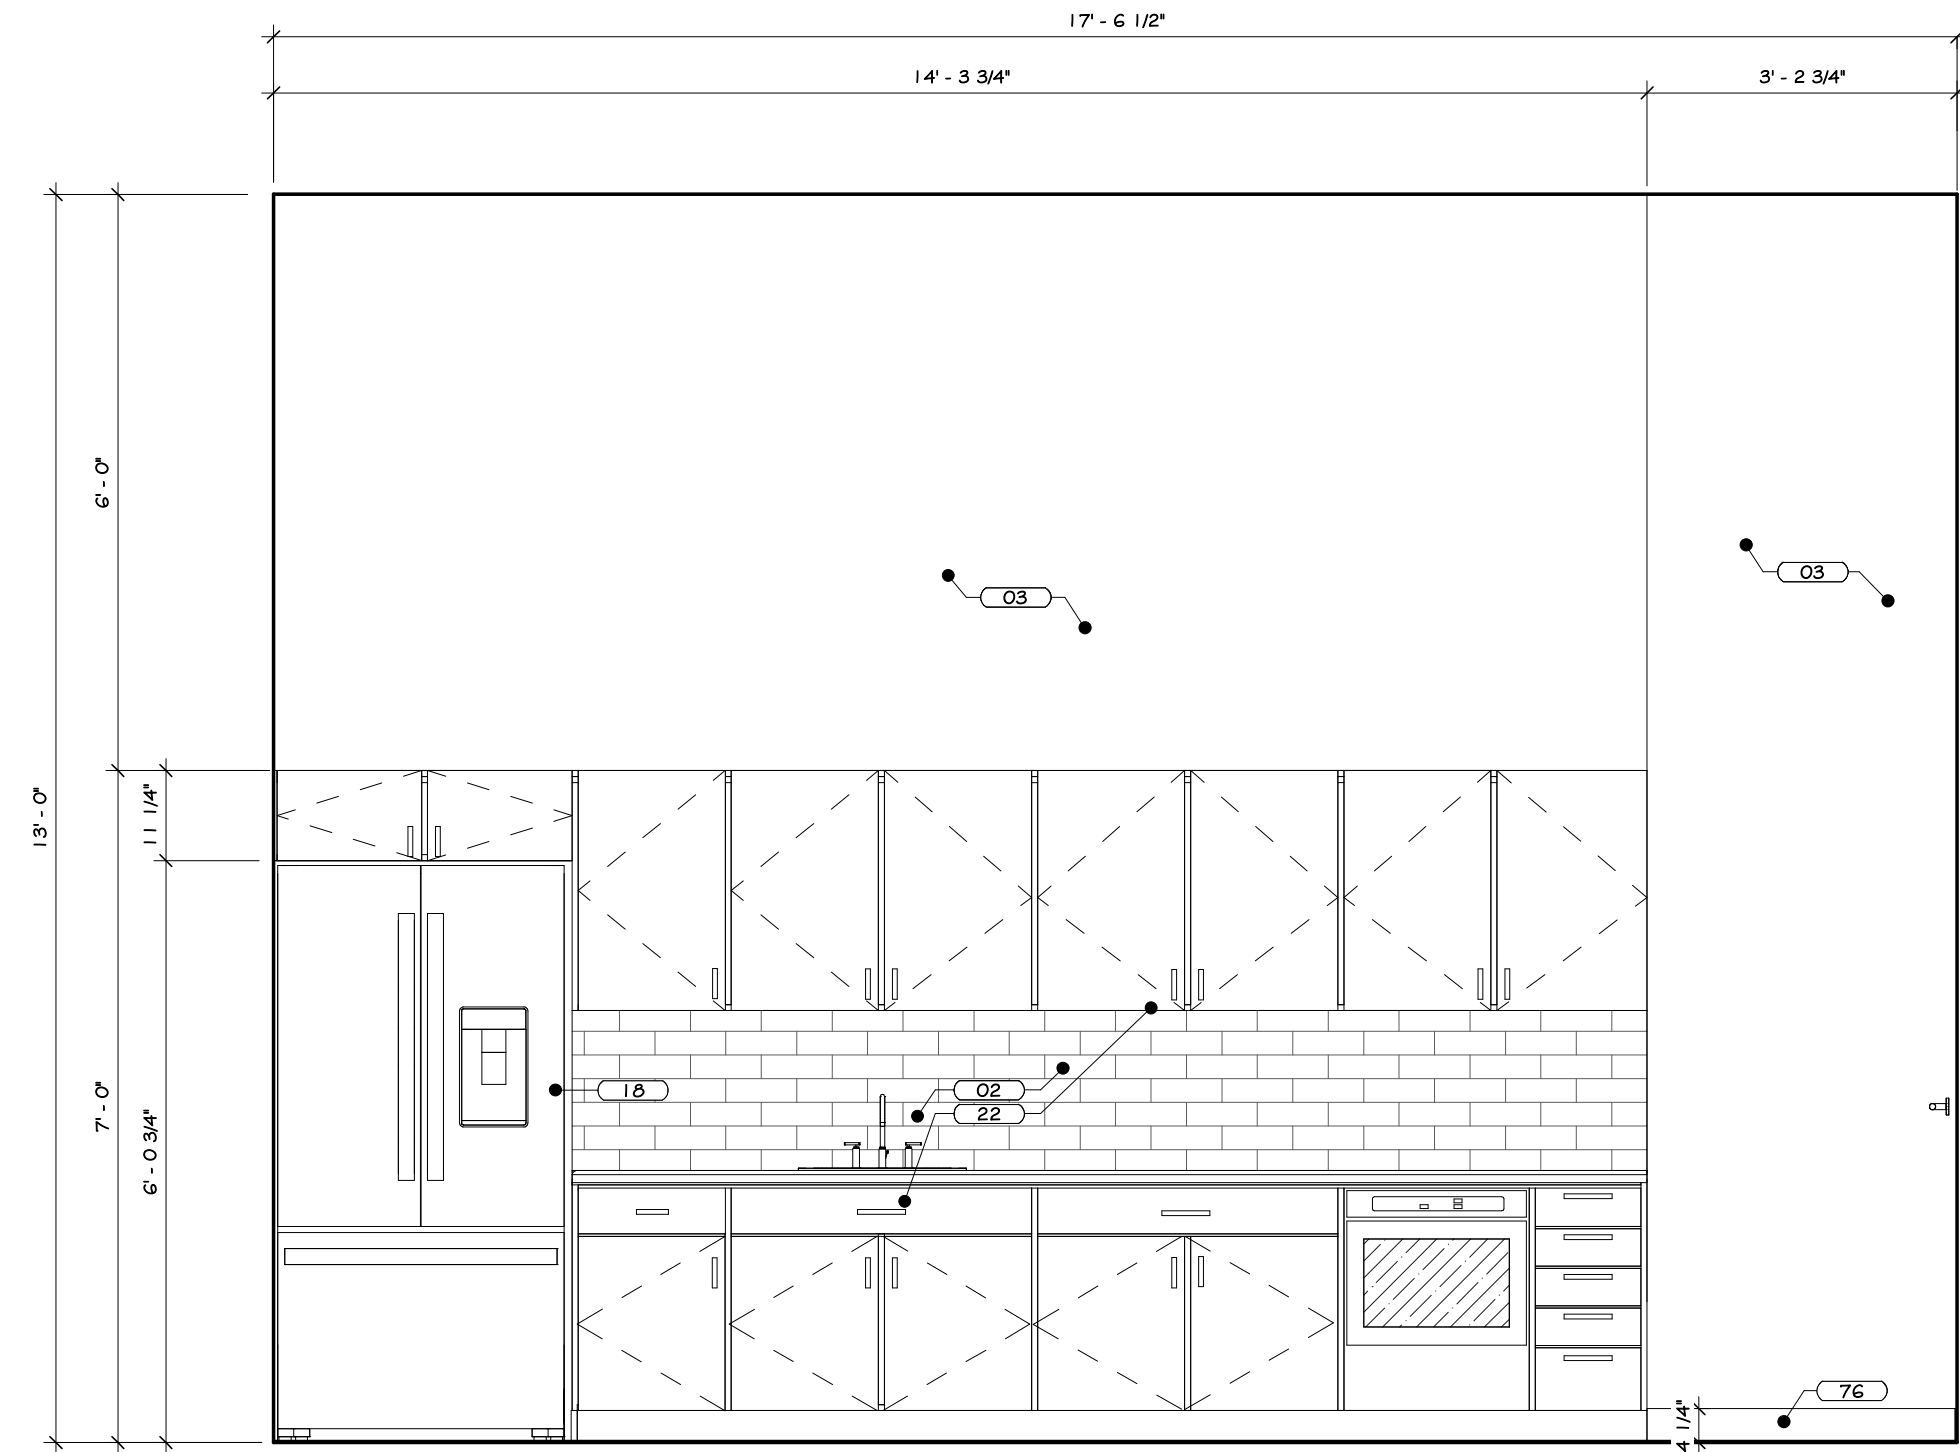 17' - 6 1/2"
14' - 3 3/4"
3' - 2 3/4"
6' - 0"
03
03
13' - 0"
11 1/4"
7' - 0"
6' - 0 3/4"
18
02
22
76
4 1/4"